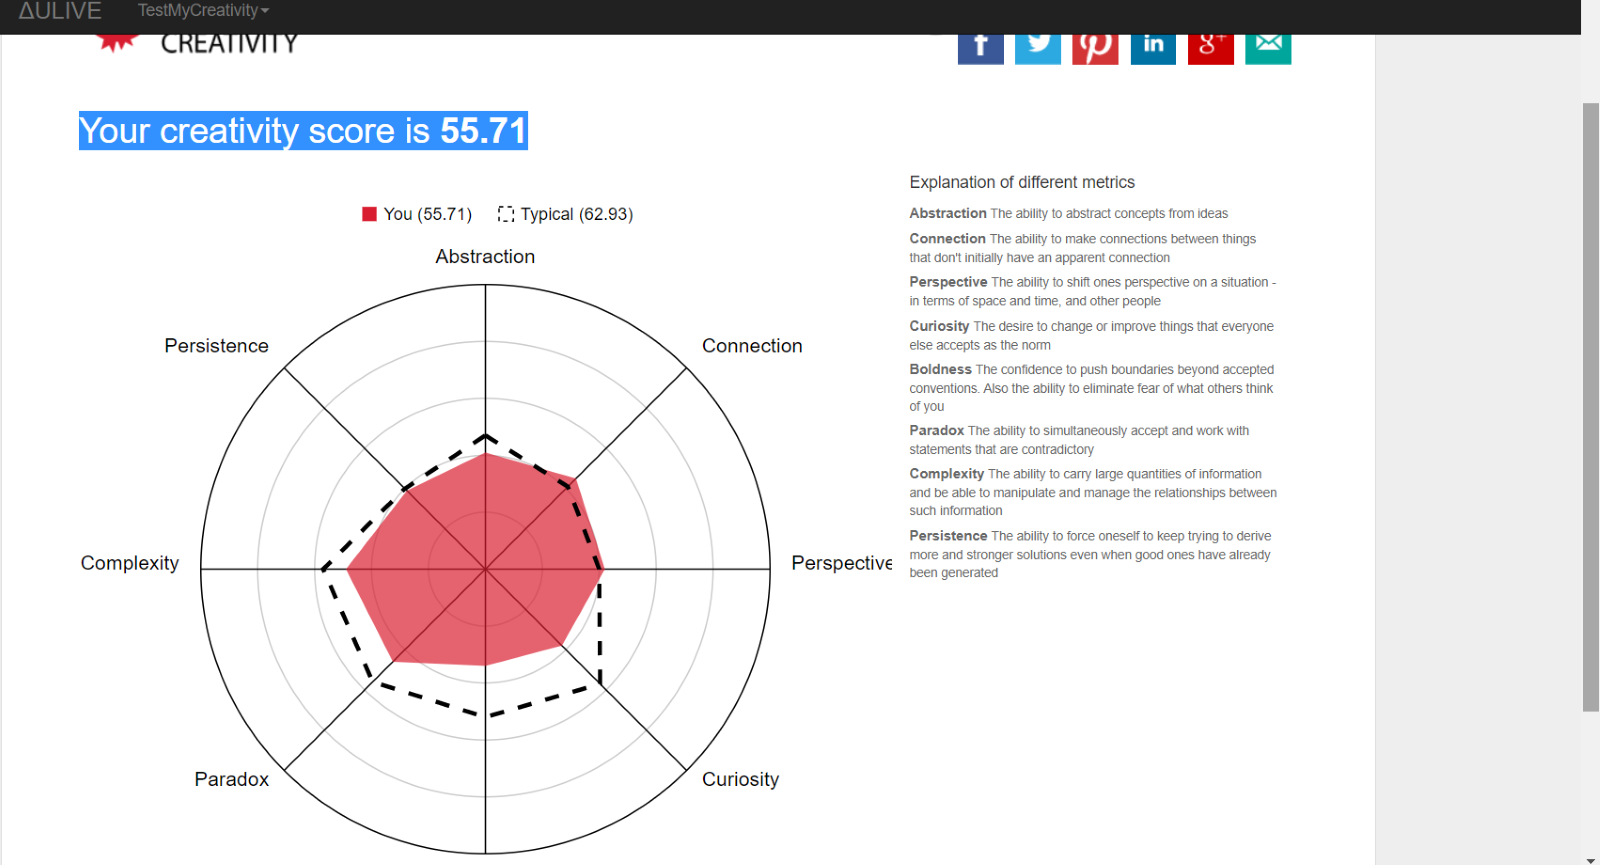 ΔULIVE TestMyCreativity
CREATIVITY
Your creativity score is 55.71
You (55.71) Typical (62.93)
Abstraction
Persistence
Connection
Complexity
Perspective
Paradox
Curiosity
Explanation of different metrics
Abstraction The ability to abstract concepts from ideas
Connection The ability to make connections between things
that don't initially have an apparent connection
Perspective The ability to shift ones perspective on a situation -
in terms of space and time, and other people
Curiosity The desire to change or improve things that everyone
else accepts as the norm
Boldness The confidence to push boundaries beyond accepted
conventions. Also the ability to eliminate fear of what others think
of you
Paradox The ability to simultaneously accept and work with
statements that are contradictory
Complexity The ability to carry large quantities of information
and be able to manipulate and manage the relationships between
such information
Persistence The ability to force oneself to keep trying to derive
more and stronger solutions even when good ones have already
been generated